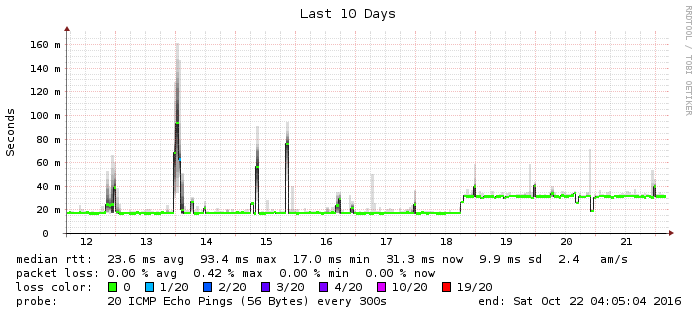 Last 10 Days
RRDTOOL / TOBI OETIKER
Seconds
160 m
140 m
120 m
100 m
80 m
60 m
40 m
20 m
0
12 13 14 15 16 17 18 19 20 21
median rtt: 23.6 ms avg 93.4 ms max 17.0 ms min 31.3 ms now 9.9 ms sd 2.4 am/s
packet loss: 0.00 % avg 0.42 % max 0.00 % min 0.00 % now
loss color: 0 1/20 2/20 3/20 4/20 10/20 19/20
probe: 20 ICMP Echo Pings (56 Bytes) every 300s end: Sat Oct 22 04:05:04 2016